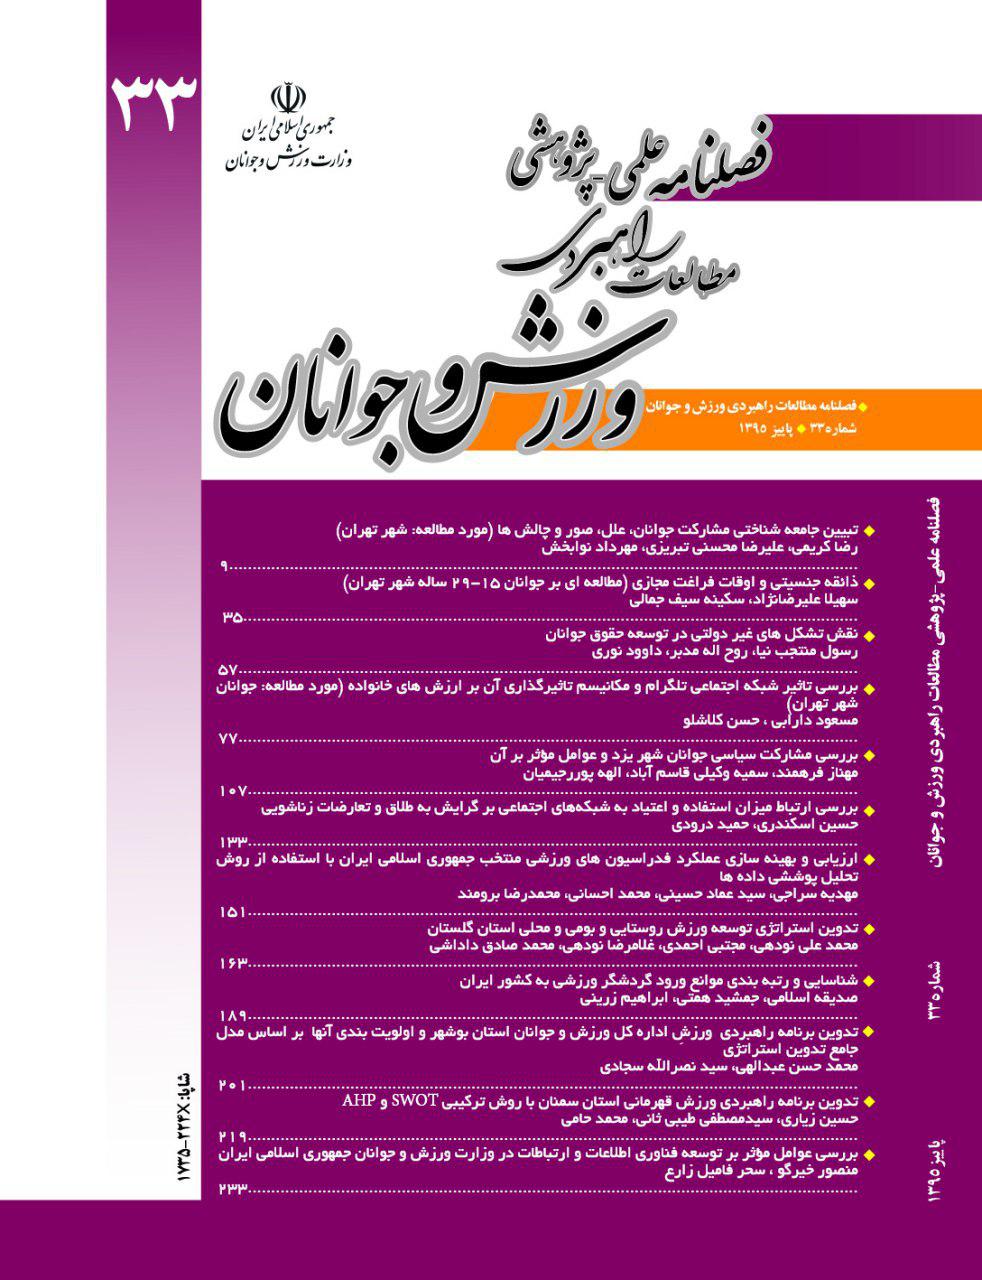 ۳۳
جمهوری اسلامی ایران
وزارت ورزش و جوانان
فصلنامه علمی-پژوهشی
مطالعات راهبردی
ورزش و جوانان
فصلنامه مطالعات راهبردی ورزش و جوانان
شماره ۳۳ ◆ پاییز ۱۳۹۵
◆ تبیین جامعه شناختی مشارکت جوانان، علل، صور و چالش ها (مورد مطالعه: شهر تهران)
رضا کریمی، علیرضا محسنی تبریزی، مهرداد نوابخش
۹
◆ ذائقه جنسیتی و اوقات فراغت مجازی (مطالعه ای بر جوانان ۱۵-۲۹ ساله شهر تهران)
سهیلا علیرضانژاد، سکینه سیف جمالی
۳۵
◆ نقش تشکل های غیر دولتی در توسعه حقوق جوانان
رسول منتجب نیا، روح اله مدبر، داوود نوری
۵۷
◆ بررسی تاثیر شبکه اجتماعی تلگرام و مکانیسم تاثیرگذاری آن بر ارزش های خانواده (مورد مطالعه: جوانان
شهر تهران)
مسعود دارابی ، حسن کلاشلو
۷۷
◆ بررسی مشارکت سیاسی جوانان شهر یزد و عوامل مؤثر بر آن
مهناز فرهمند، سمیه وکیلی قاسم آباد، الهه پوررحیمیان
۱۰۷
◆ بررسی ارتباط میزان استفاده و اعتیاد به شبکه‌های اجتماعی بر گرایش به طلاق و تعارضات زناشویی
حسین اسکندری، حمید درودی
۱۳۳
◆ ارزیابی و بهینه سازی عملکرد فدراسیون های ورزشی منتخب جمهوری اسلامی ایران با استفاده از روش
تحلیل پوششی داده ها
مهدیه سراجی، سید عماد حسینی، محمد احسانی، محمدرضا برومند
۱۵۱
◆ تدوین استراتژی توسعه ورزش روستایی و بومی و محلی استان گلستان
محمد علی نودهی، مجتبی احمدی، غلامرضا نودهی، محمد صادق داداشی
۱۶۳
◆ شناسایی و رتبه بندی موانع ورود گردشگر ورزشی به کشور ایران
صدیقه اسلامی، جمشید همتی، ابراهیم زرینی
۱۸۹
◆ تدوین برنامه راهبردی ورزش اداره کل ورزش و جوانان استان بوشهر و اولویت بندی آنها بر اساس مدل
جامع تدوین استراتژی
محمد حسن عبدالهی، سید نصرالله سجادی
۲۰۱
◆ تدوین برنامه راهبردی ورزش قهرمانی استان سمنان با روش ترکیبی SWOT و AHP
حسین زیاری، سیدمصطفی طیبی ثانی، محمد حامی
۲۱۹
◆ بررسی عوامل مؤثر بر توسعه فناوری اطلاعات و ارتباطات در وزارت ورزش و جوانان جمهوری اسلامی ایران
منصور خیرگو ، سحر فامیل زارع
۲۳۳
فصلنامه علمی-پژوهشی مطالعات راهبردی ورزش و جوانان
شماره ۳۳
پاییز ۱۳۹۵
شاپا: ۱۷۳۵-۲۲۴X